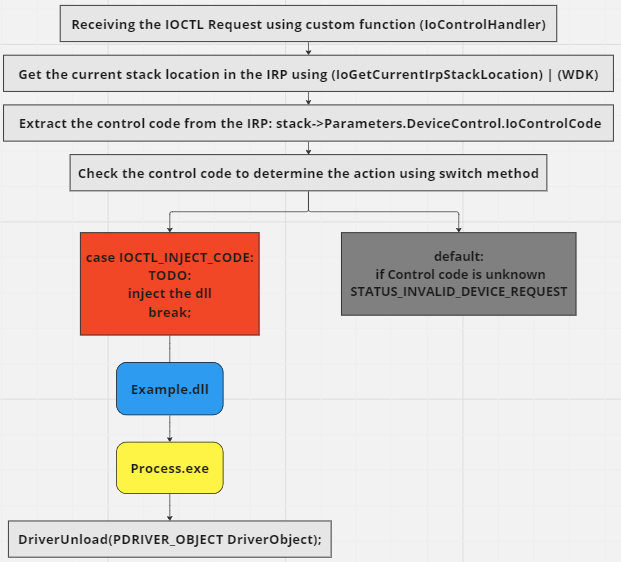 Receiving the IOCTL Request using custom function (IoControlHandler)
Get the current stack location in the IRP using (IoGetCurrentIrpStackLocation) | (WDK)
Extract the control code from the IRP: stack->Parameters.DeviceControl.IoControlCode
Check the control code to determine the action using switch method
case IOCTL_INJECT_CODE:
TODO:
inject the dll
break;
default:
if Control code is unknown
STATUS_INVALID_DEVICE_REQUEST
Example.dll
Process.exe
DriverUnload(PDRIVER_OBJECT DriverObject);